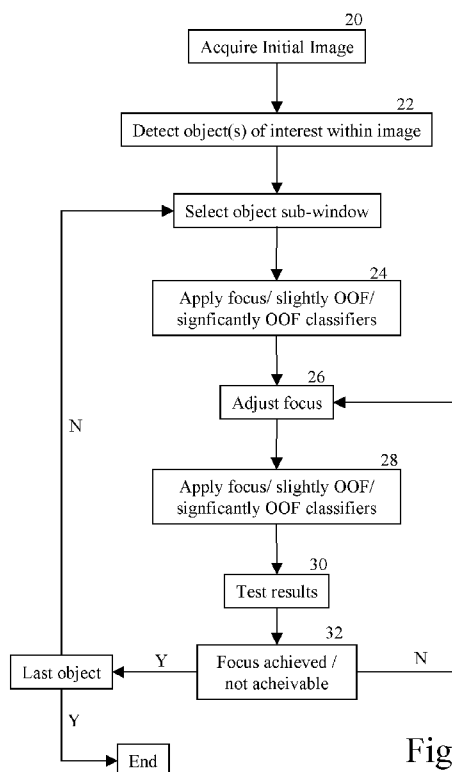 20
Acquire Initial Image
22
Detect object(s) of interest within image
Select object sub-window
24
Apply focus/ slightly OOF/
signficantly OOF classifiers
26
Adjust focus
N
28
Apply focus/ slightly OOF/
signficantly OOF classifiers
30
Test results
32
Last object
Y
Focus achieved /
not acheivable
N
Y
End
Fig